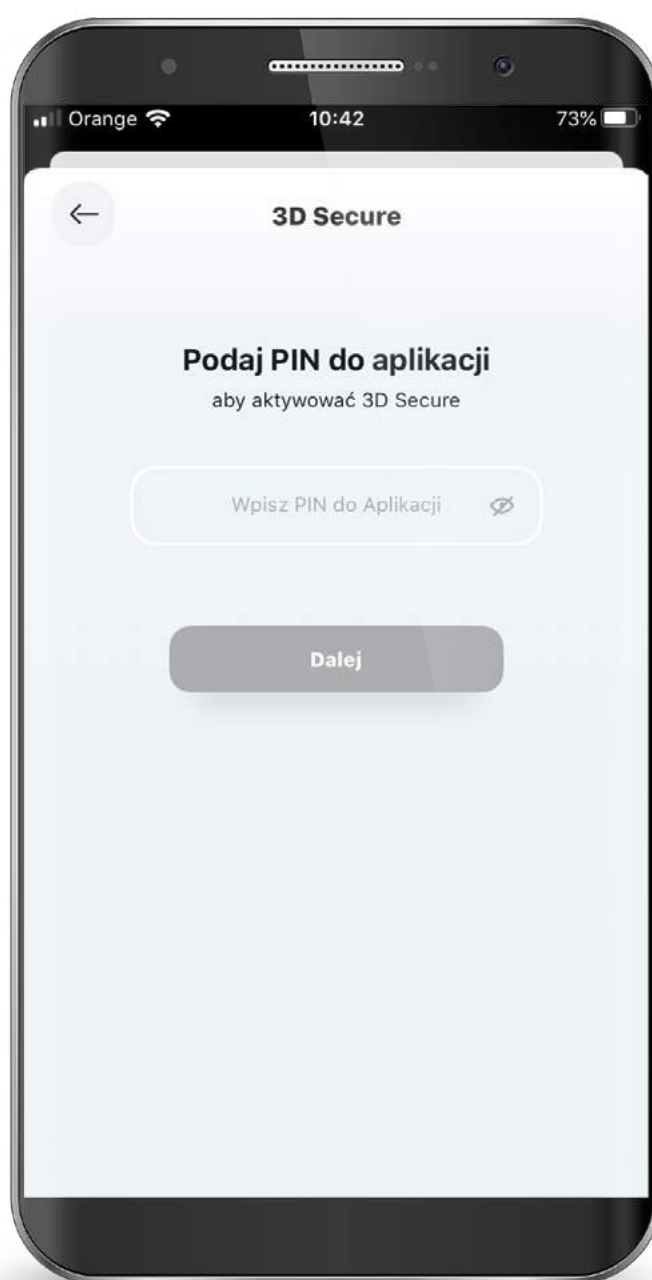 Orange
10:42
73%
3D Secure
Podaj PIN do aplikacji
aby aktywować 3D Secure
Wpisz PIN do Aplikacji
Dalej